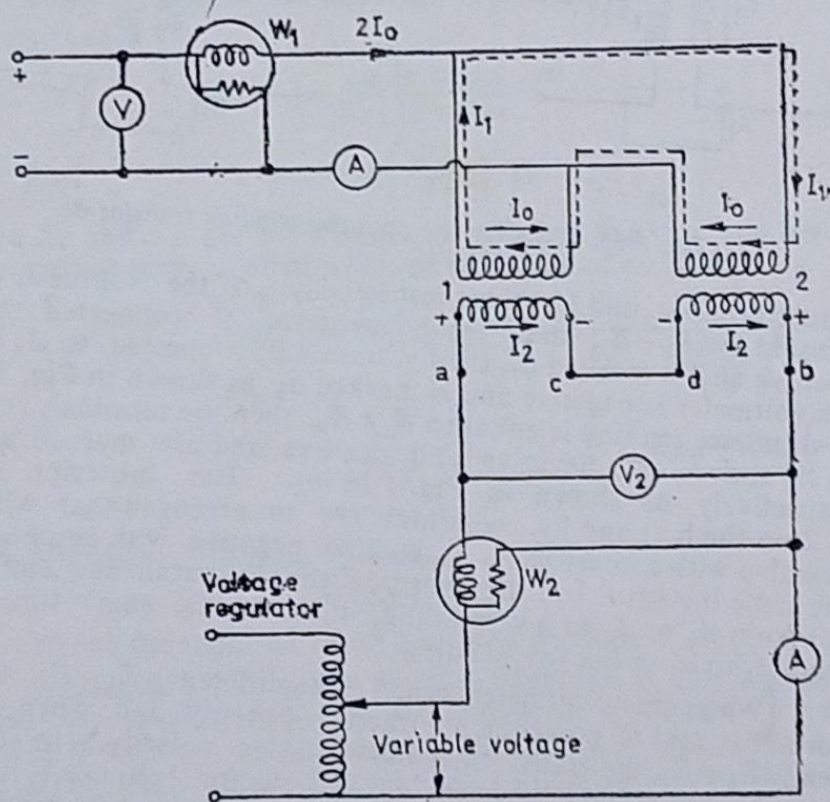 W1
2I0
+
V
I1
A
I1
I0
I0
1
2
+
-
-
+
I2
I2
a
c
d
b
V2
W2
Voltage
regulator
A
Variable voltage